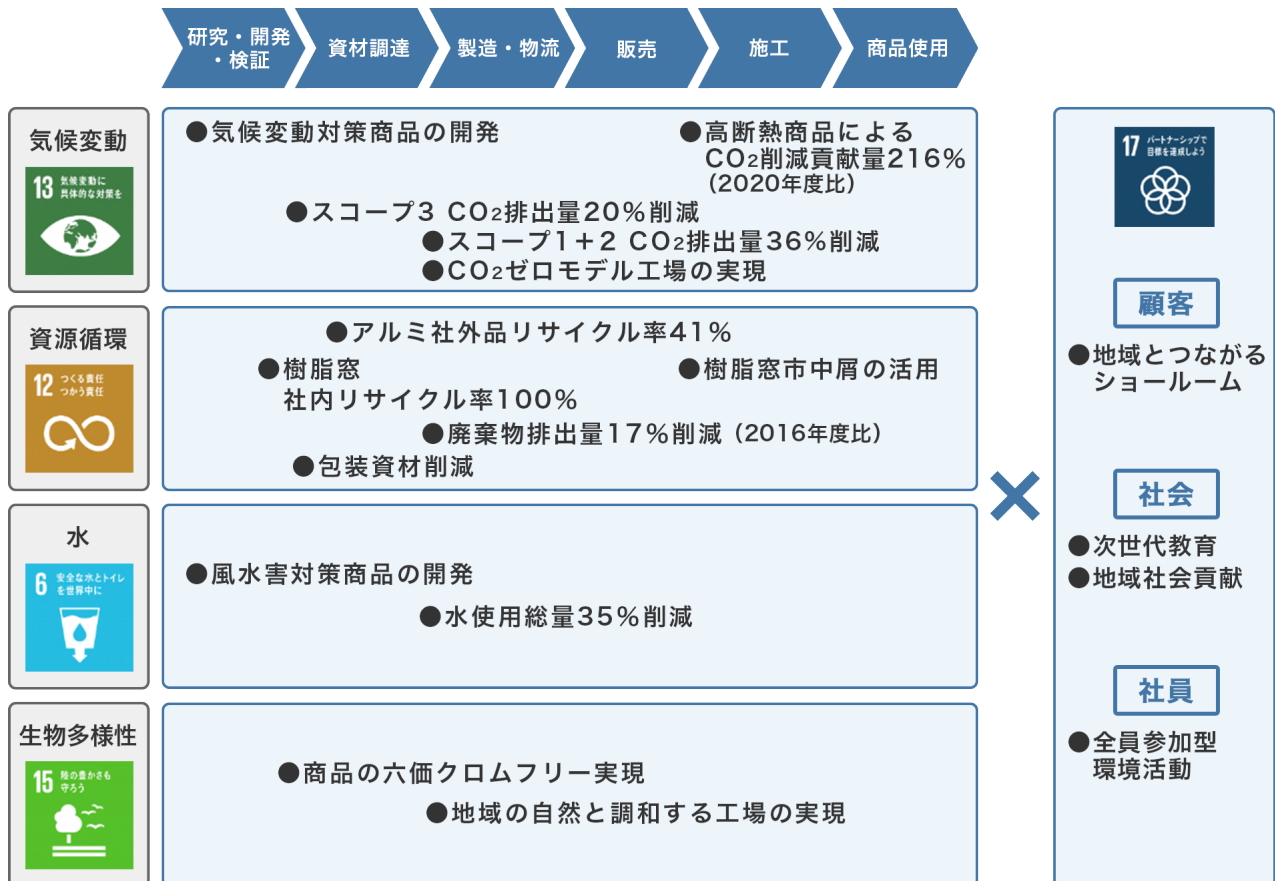 研究・開発
・検証
資材調達
製造・物流
販売
施工
商品使用
気候変動
13 気候変動に
具体的な対策を
●気候変動対策商品の開発
●高断熱商品による
CO2削減貢献量216%
（2020年度比）
●スコープ3 CO2排出量20%削減
●スコープ1＋2 CO2排出量36%削減
●CO2ゼロモデル工場の実現
資源循環
12 つくる責任
つかう責任
●アルミ社外品リサイクル率41%
●樹脂窓
社内リサイクル率100%
●樹脂窓市中屑の活用
●廃棄物排出量17%削減（2016年度比）
●包装資材削減
水
6 安全な水とトイレ
を世界中に
●風水害対策商品の開発
●水使用総量35%削減
生物多様性
15 陸の豊かさも
守ろう
●商品の六価クロムフリー実現
●地域の自然と調和する工場の実現
×
17 パートナーシップで
目標を達成しよう
顧客
●地域とつながる
ショールーム
社会
●次世代教育
●地域社会貢献
社員
●全員参加型
環境活動